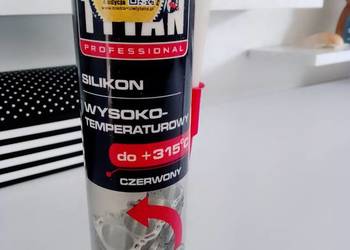 TYTAN
PROFESSIONAL
SILIKON
WYSOKO-
TEMPERATUROWY
do +315°C
CZERWONY